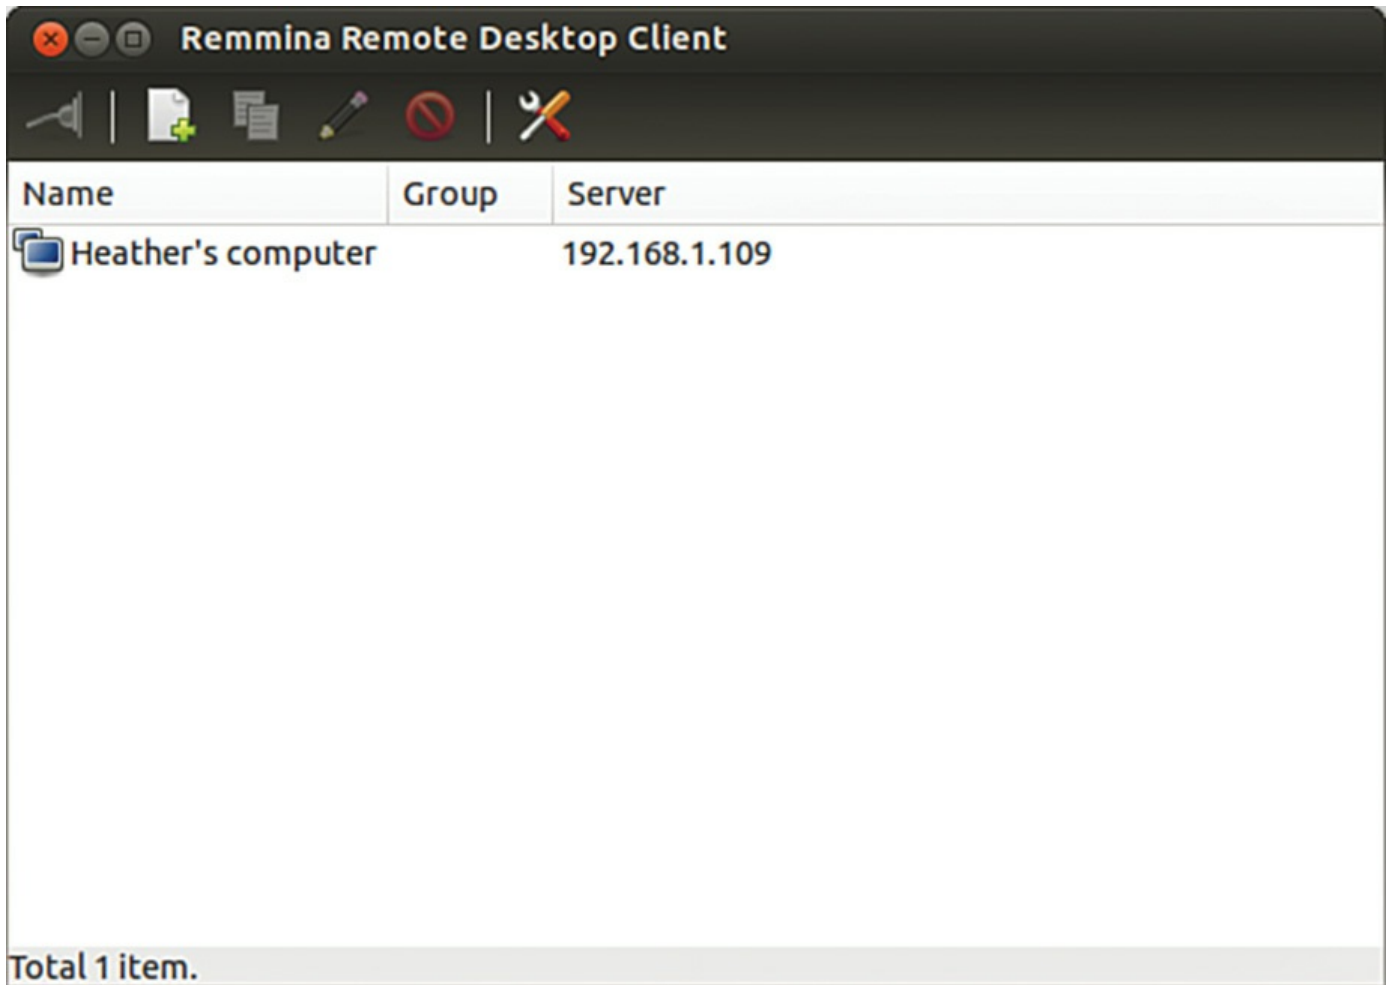 Remmina Remote Desktop Client
Name Group Server
Heather's computer 192.168.1.109
Total 1 item.